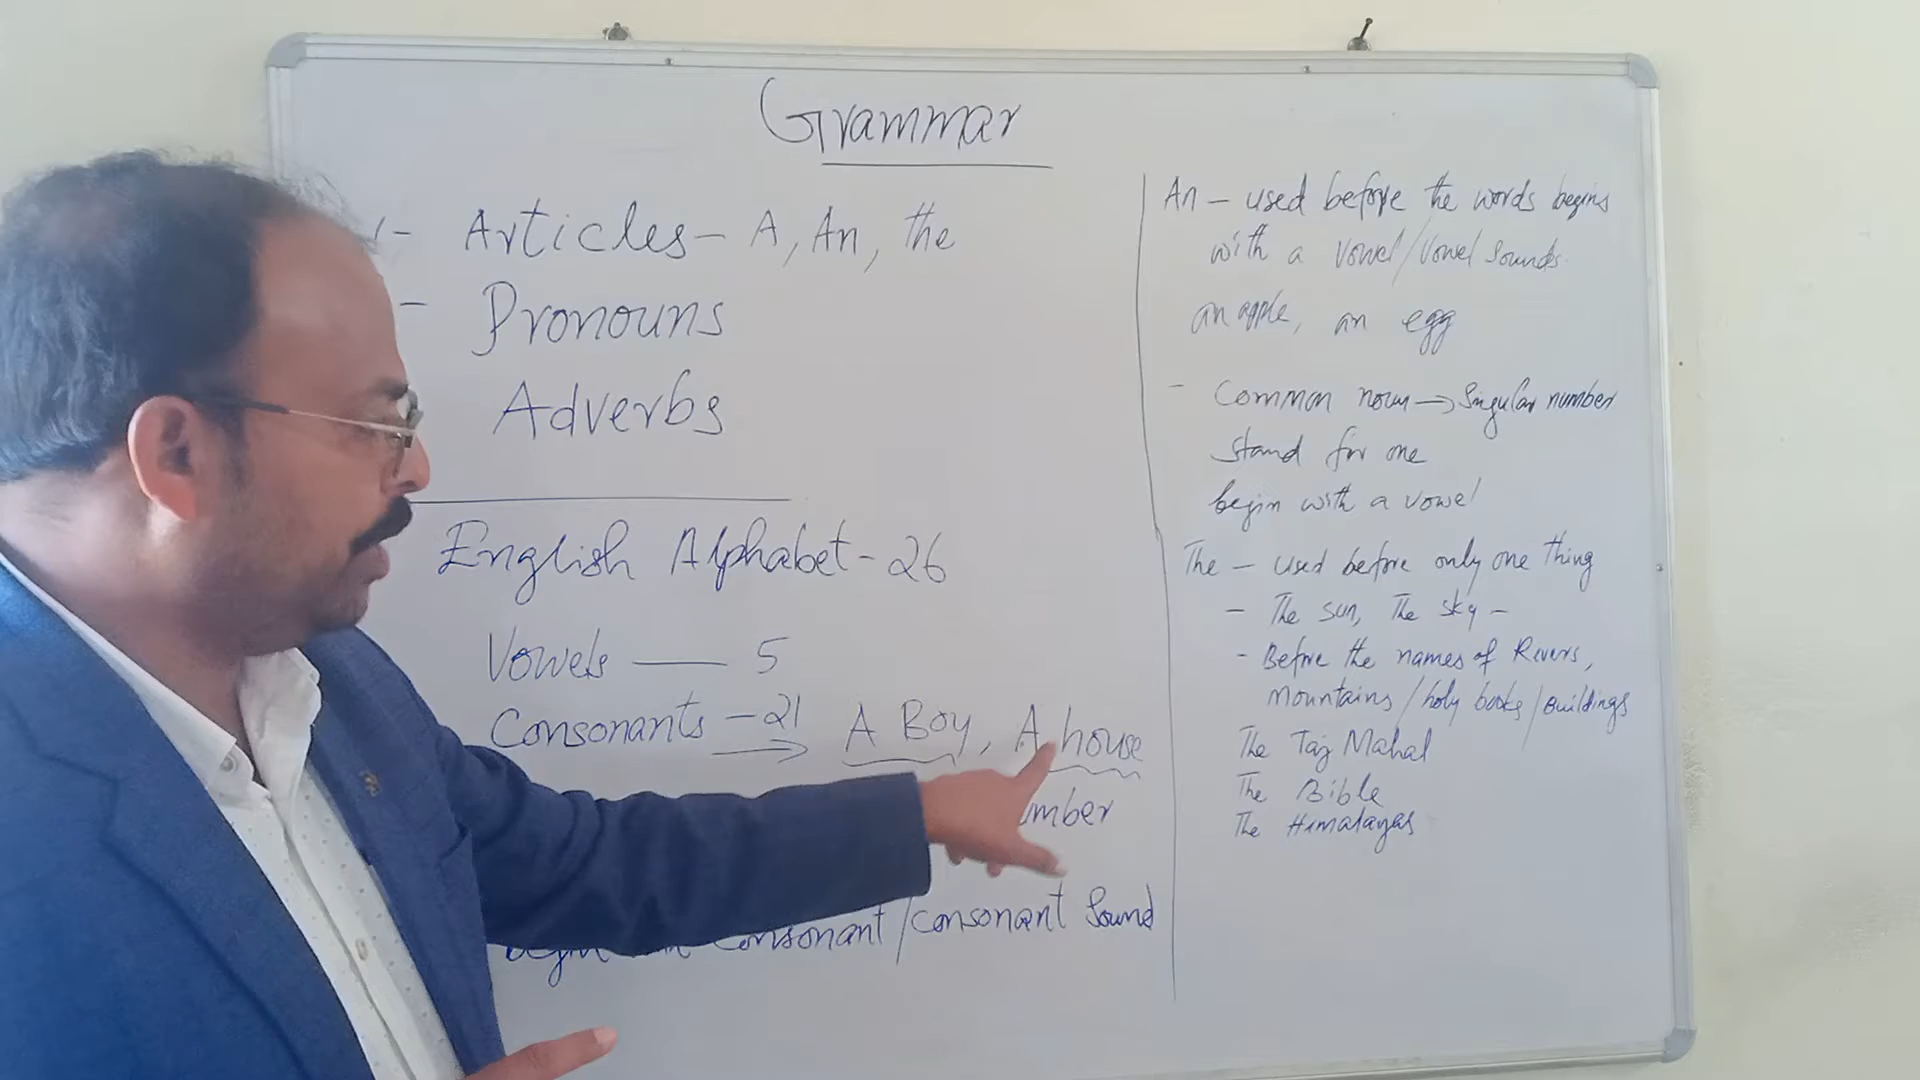 Grammar
Articles - A, An, the
- Pronouns
Adverbs
English Alphabet - 26
Vowels — 5
Consonants - 21 → A Boy, A house
mber
Consonant/consonant Sound
An - used before the words begins
with a vowel/vowel sounds.
an apple, an egg
- Common noun → Singular number
stand for one
begin with a vowel
The - used before only one thing
- The sun, The sky -
- Before the names of Rivers,
mountains/holy books/Buildings
The Taj Mahal
The Bible
The Himalayas